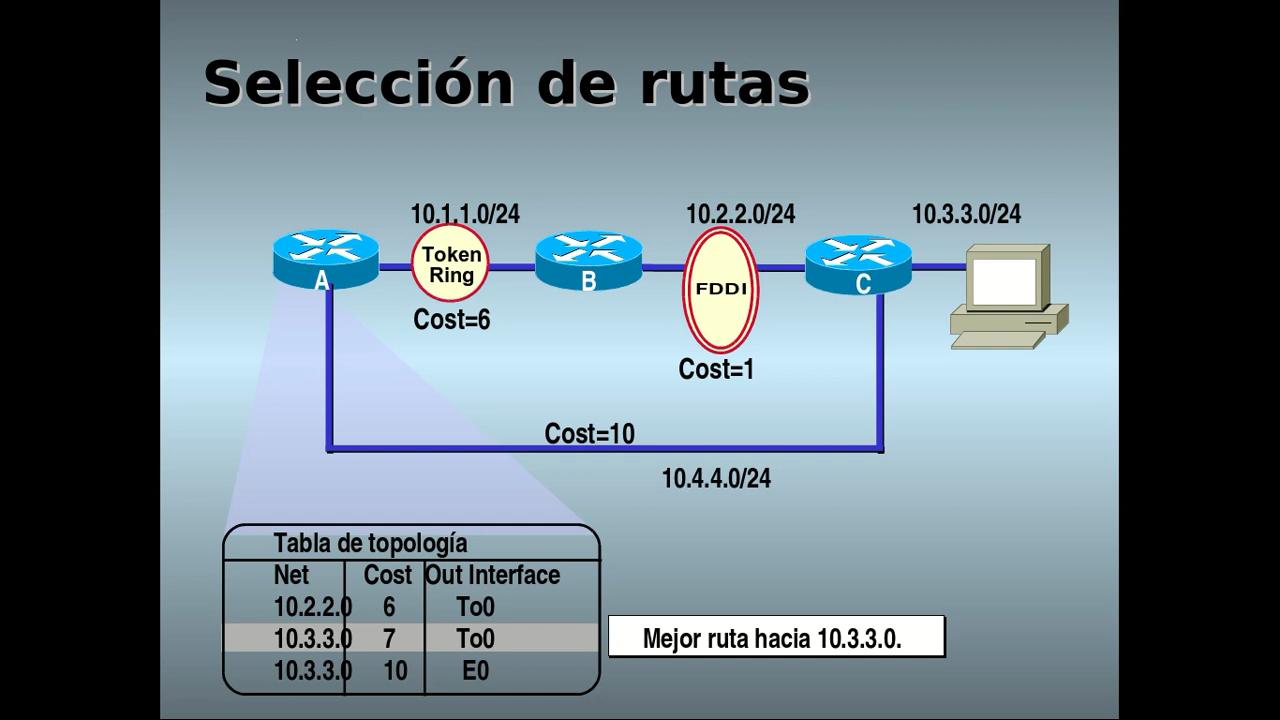 Selección de rutas
10.1.1.0/24
10.2.2.0/24
10.3.3.0/24
A
Token
Ring
B
FDDI
C
Cost=6
Cost=1
Cost=10
10.4.4.0/24
Tabla de topología
Net Cost Out Interface
10.2.2.0 6 To0
10.3.3.0 7 To0
10.3.3.0 10 E0
Mejor ruta hacia 10.3.3.0.